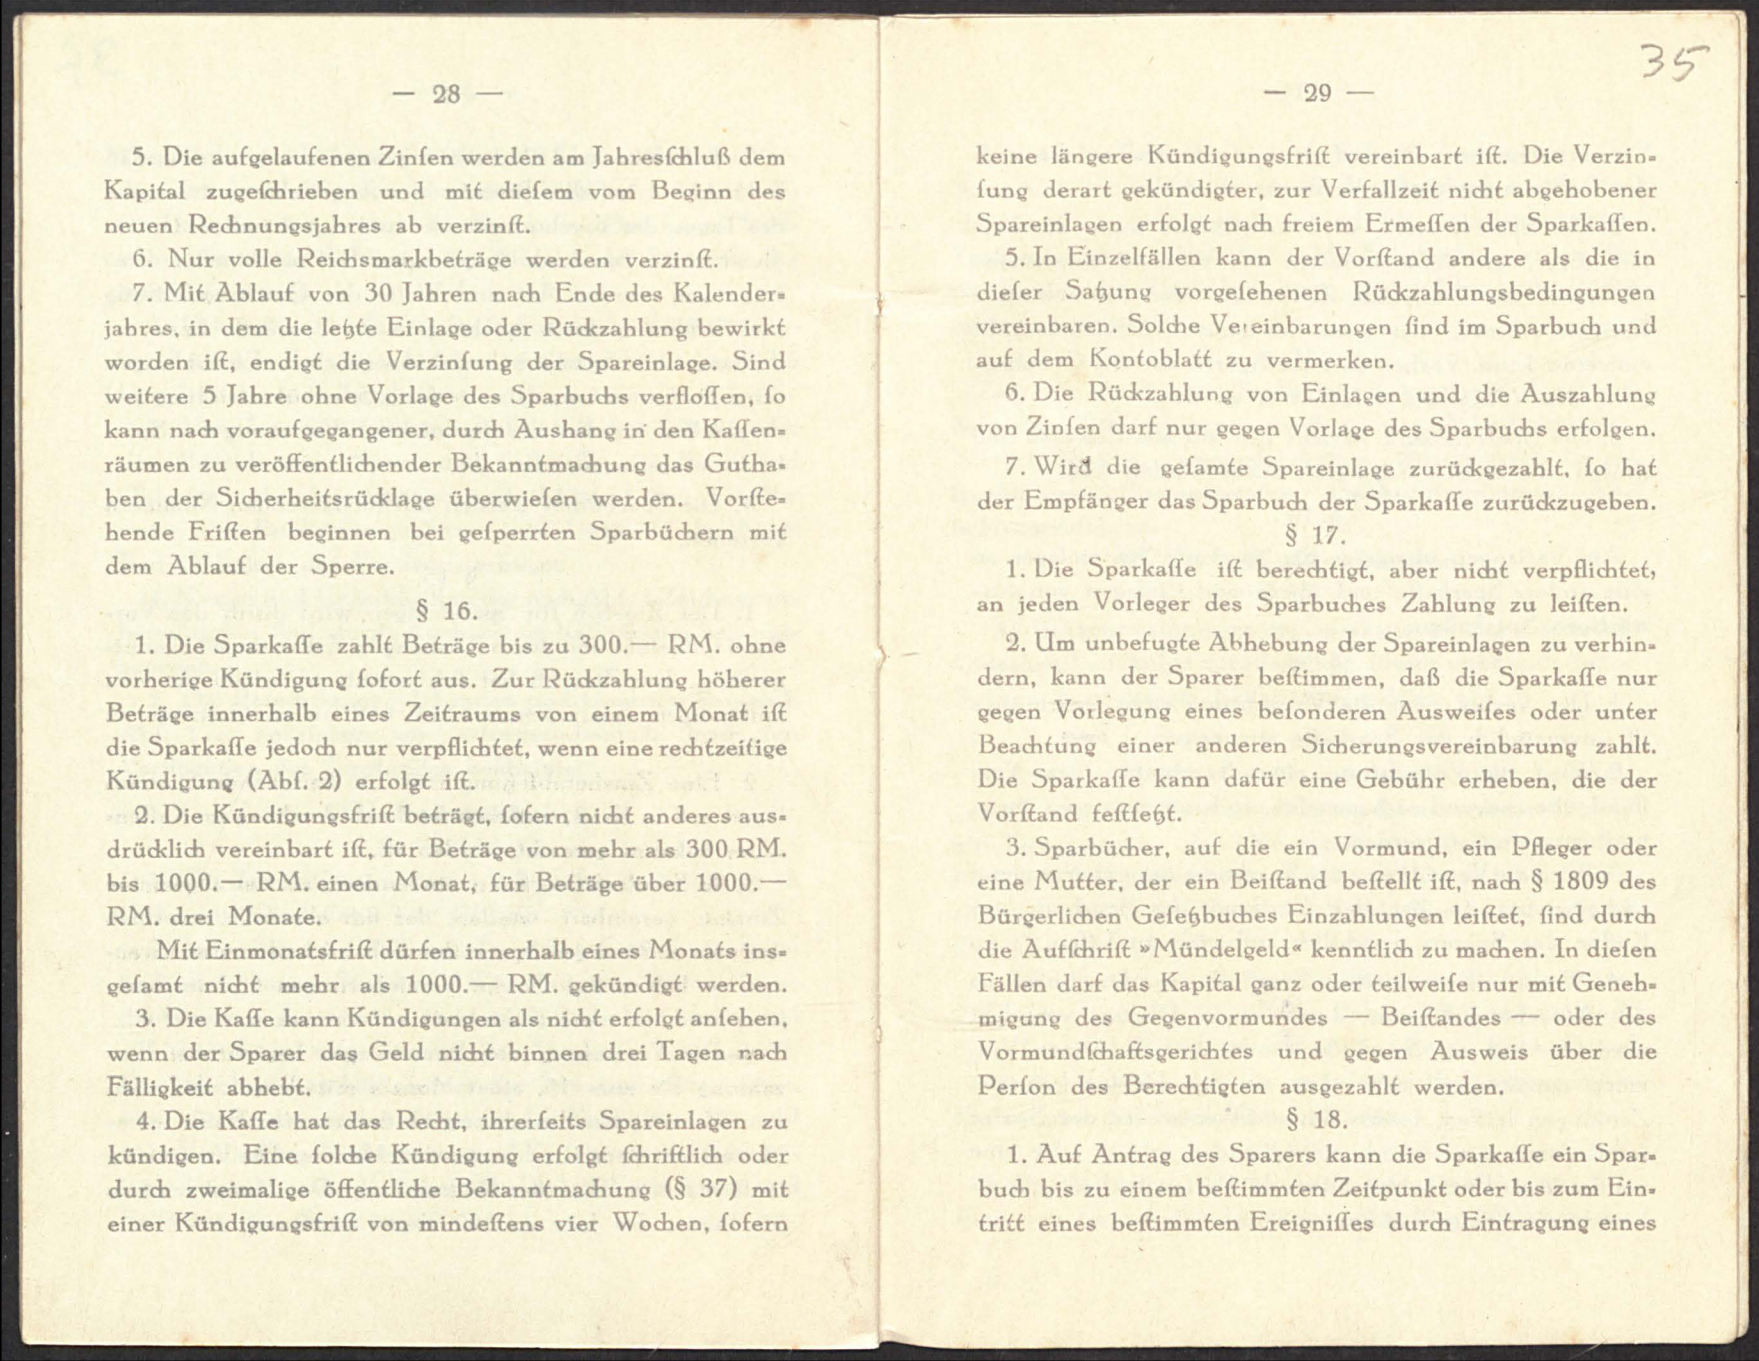 — 28 —
5. Die aufgelaufenen Zinſen werden am Jahresſchluß dem
Kapital zugeſchrieben und mit dieſem vom Beginn des
neuen Rechnungsjahres ab verzinſt.
6. Nur volle Reichsmarkbeträge werden verzinſt.
7. Mit Ablauf von 30 Jahren nach Ende des Kalender=
jahres, in dem die letzte Einlage oder Rückzahlung bewirkt
worden iſt, endigt die Verzinſung der Spareinlage. Sind
weitere 5 Jahre ohne Vorlage des Sparbuchs verfloſſen, ſo
kann nach voraufgegangener, durch Aushang in den Kaſſen=
räumen zu veröffentlichender Bekanntmachung das Gutha=
ben der Sicherheitsrücklage überwieſen werden. Vorſte=
hende Friſten beginnen bei geſperrten Sparbüchern mit
dem Ablauf der Sperre.
§ 16.
1. Die Sparkaſſe zahlt Beträge bis zu 300.— RM. ohne
vorherige Kündigung ſofort aus. Zur Rückzahlung höherer
Beträge innerhalb eines Zeitraums von einem Monat iſt
die Sparkaſſe jedoch nur verpflichtet, wenn eine rechtzeitige
Kündigung (Abſ. 2) erfolgt iſt.
2. Die Kündigungsfriſt beträgt, ſofern nicht anderes aus=
drücklich vereinbart iſt, für Beträge von mehr als 300 RM.
bis 1000.— RM. einen Monat, für Beträge über 1000.—
RM. drei Monate.
Mit Einmonatsfriſt dürfen innerhalb eines Monats ins=
geſamt nicht mehr als 1000.— RM. gekündigt werden.
3. Die Kaſſe kann Kündigungen als nicht erfolgt anſehen,
wenn der Sparer das Geld nicht binnen drei Tagen nach
Fälligkeit abhebt.
4. Die Kaſſe hat das Recht, ihrerſeits Spareinlagen zu
kündigen. Eine ſolche Kündigung erfolgt ſchriftlich oder
durch zweimalige öffentliche Bekanntmachung (§ 37) mit
einer Kündigungsfriſt von mindeſtens vier Wochen, ſofern
35
— 29 —
keine längere Kündigungsfriſt vereinbart iſt. Die Verzin=
ſung derart gekündigter, zur Verfallzeit nicht abgehobener
Spareinlagen erfolgt nach freiem Ermeſſen der Sparkaſſen.
5. In Einzelfällen kann der Vorſtand andere als die in
dieſer Satzung vorgeſehenen Rückzahlungsbedingungen
vereinbaren. Solche Vereinbarungen ſind im Sparbuch und
auf dem Kontoblatt zu vermerken.
6. Die Rückzahlung von Einlagen und die Auszahlung
von Zinſen darf nur gegen Vorlage des Sparbuchs erfolgen.
7. Wird die geſamte Spareinlage zurückgezahlt, ſo hat
der Empfänger das Sparbuch der Sparkaſſe zurückzugeben.
§ 17.
1. Die Sparkaſſe iſt berechtigt, aber nicht verpflichtet,
an jeden Vorleger des Sparbuches Zahlung zu leiſten.
2. Um unbefugte Abhebung der Spareinlagen zu verhin=
dern, kann der Sparer beſtimmen, daß die Sparkaſſe nur
gegen Vorlegung eines beſonderen Ausweiſes oder unter
Beachtung einer anderen Sicherungsvereinbarung zahlt.
Die Sparkaſſe kann dafür eine Gebühr erheben, die der
Vorſtand feſtſetzt.
3. Sparbücher, auf die ein Vormund, ein Pfleger oder
eine Mutter, der ein Beiſtand beſtellt iſt, nach § 1809 des
Bürgerlichen Geſetzbuches Einzahlungen leiſtet, ſind durch
die Aufſchrift »Mündelgeld« kenntlich zu machen. In dieſen
Fällen darf das Kapital ganz oder teilweiſe nur mit Geneh=
migung des Gegenvormundes — Beiſtandes — oder des
Vormundſchaftsgerichtes und gegen Ausweis über die
Perſon des Berechtigten ausgezahlt werden.
§ 18.
1. Auf Antrag des Sparers kann die Sparkaſſe ein Spar=
buch bis zu einem beſtimmten Zeitpunkt oder bis zum Ein=
tritt eines beſtimmten Ereigniſſes durch Eintragung eines